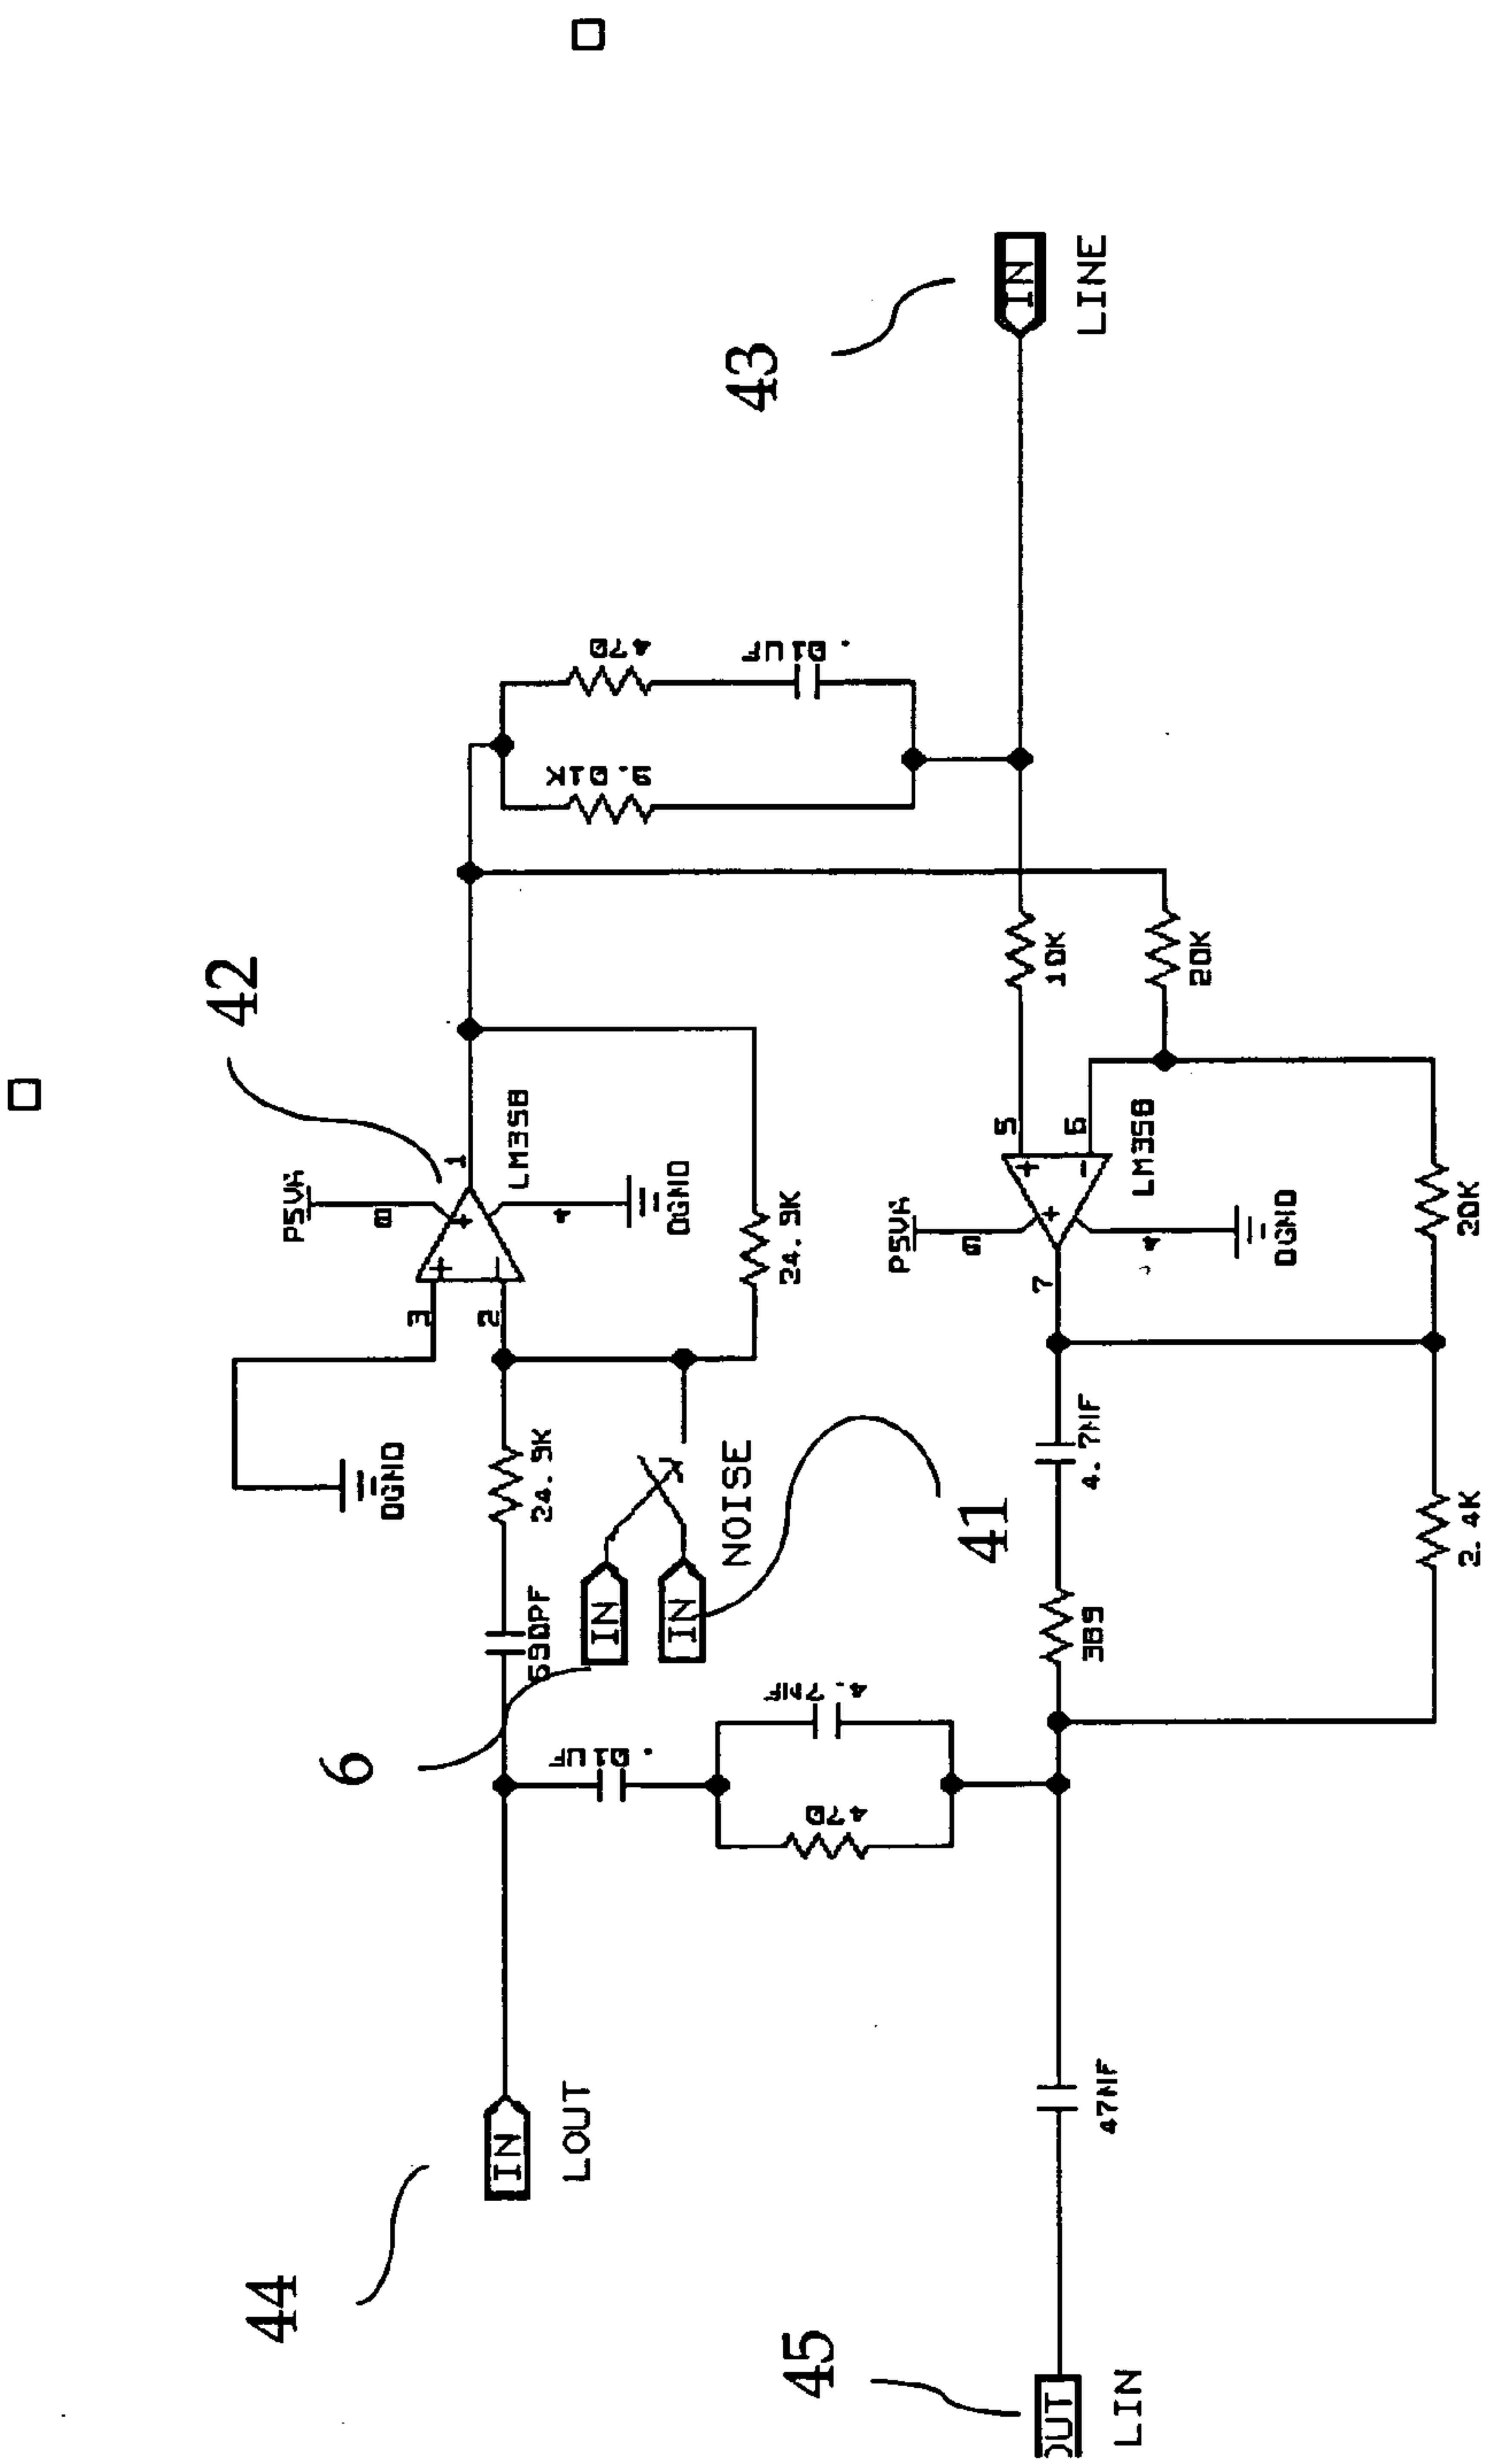 44
IN
LOUT
6
.01UF
690PF
24.9K
DGND
3
2
P5VA
8
1
4
DGND
LM358
42
24.9K
IN
IN
NOISE
41
9.01K
470
.01UF
43
IN
LINE
45
OUT
LIN
47NF
470
4.7NF
389
4.7NF
7
P5VA
4
DGND
LM358
5
6
10K
20K
20K
2.4K